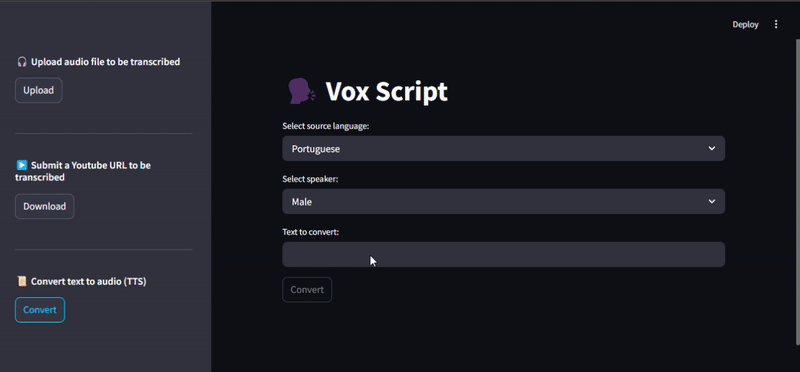 Deploy
🎧 Upload audio file to be transcribed
Upload
▶️ Submit a Youtube URL to be
transcribed
Download
📜 Convert text to audio (TTS)
Convert
🗣️ Vox Script
Select source language:
Portuguese
Select speaker:
Male
Text to convert:
Convert